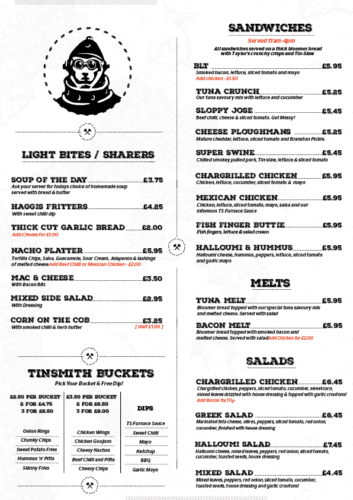 LIGHT BITES / SHARERS
SOUP OF THE DAY £3.75
Ask your server for todays choice of homemade soup
served with bread & butter
HAGGIS FRITTERS £4.25
With sweet chilli dip
THICK CUT GARLIC BREAD £2.00
Add Cheese for £1.00
NACHO PLATTER £5.95
Tortilla Chips, Salsa, Guacamole, Sour Cream, Jalapenos & lashings
of melted cheese Add Beef Chilli or Mexican Chicken - £2.00
MAC & CHEESE £3.50
With Bacon Bits
MIXED SIDE SALAD £2.95
With Dressing
CORN ON THE COB £3.25
With smoked chilli & herb butter [ Half £1.95 ]
TINSMITH BUCKETS
Pick Your Bucket & Free Dip!
£2.50 PER BUCKET
2 FOR £4.75
3 FOR £6.50
Onion Rings
Chunky Chips
Sweet Potato Fries
Hummus 'n' Pitta
Skinny Fries
£3.50 PER BUCKET
2 FOR £6.50
3 FOR £9.00
Chicken Wings
Chicken Goujons
Cheesy Nachos
Beef Chilli and Pitta
Cheesy Chips
DIPS
TS Furnace Sauce
Sweet Chilli
Mayo
Ketchup
BBQ
Garlic Mayo
SANDWICHES
Served 11am-4pm
All sandwiches served on a thick bloomer bread
with Taylor's crunchy crisps and Tin-Slaw
BLT £5.95
Smoked bacon, lettuce, sliced tomato and mayo
Add chicken - £1.50
TUNA CRUNCH £5.25
Our tuna savoury mix with lettuce and cucumber
SLOPPY JOSE £5.45
Beef chilli, cheese & sliced tomato. Get Messy!
CHEESE PLOUGHMANS £5.25
Mature cheddar, lettuce, sliced tomato and Branston Pickle.
SUPER SWINE £5.45
Chilled smokey pulled pork, Tin-slaw, lettuce & sliced tomato
CHARGRILLED CHICKEN £5.95
Chicken, lettuce, cucumber, sliced tomato & mayo
MEXICAN CHICKEN £5.95
Chicken, lettuce, sliced tomato, mayo, salsa and our
infamous TS Furnace Sauce
FISH FINGER BUTTIE £5.95
Fish fingers, lettuce & salad cream
HALLOUMI & HUMMUS £5.95
Halloumi cheese, hummus, peppers, lettuce, sliced tomato
and garlic mayo
MELTS
TUNA MELT £5.95
Bloomer bread topped with our special tuna savoury mix
and melted cheese. Served with salad
BACON MELT £5.95
Bloomer bread topped with smoked bacon and
melted cheese. Served with salad Add Chicken for £2.00
SALADS
CHARGRILLED CHICKEN £6.45
Chargrilled chicken, peppers, sliced tomato, cucumber, sweetcorn,
mixed leaves drizzled with house dressing & topped with garlic croutons!
Add Bacon for 70p
GREEK SALAD £6.45
Marinated feta cheese, olives, peppers, sliced tomato, red onion,
cucumber, finished with house dressing
HALLOUMI SALAD £7.45
Halloumi cheese, mixed leaves, peppers, red onion, sliced tomato,
cucumber, toasted seeds, house dressing
MIXED SALAD £4.45
Mixed leaves, peppers, red onion, sliced tomato, cucumber,
toasted seeds, house dressing and garlic croutons!